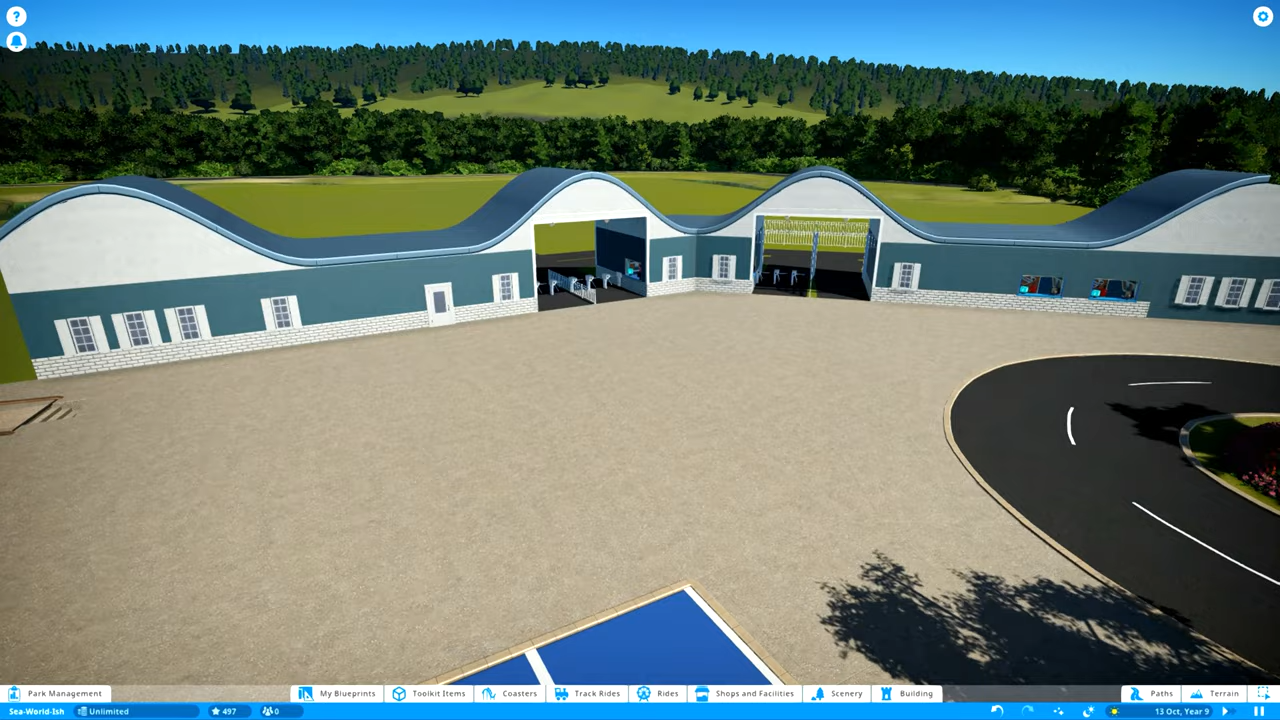 ?
Park Management
My Blueprints
Toolkit Items
Coasters
Track Rides
Rides
Shops and Facilities
Scenery
Building
Paths
Terrain
Sea-World-Ish
Unlimited
497
0
13 Oct, Year 9